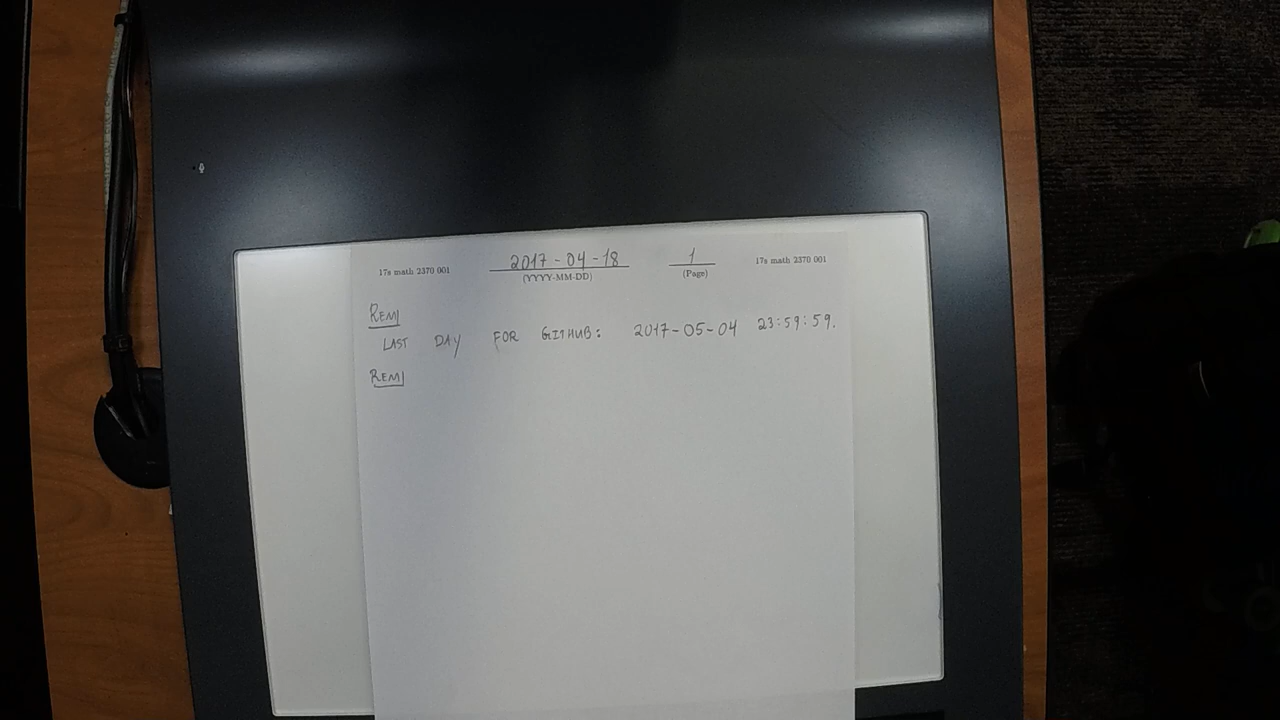 17s math 2370 001 2017-04-18 1 17s math 2370 001
(YYYY-MM-DD) (Page)
REM
LAST DAY FOR GITHUB: 2017-05-04 23:59:59.
REM